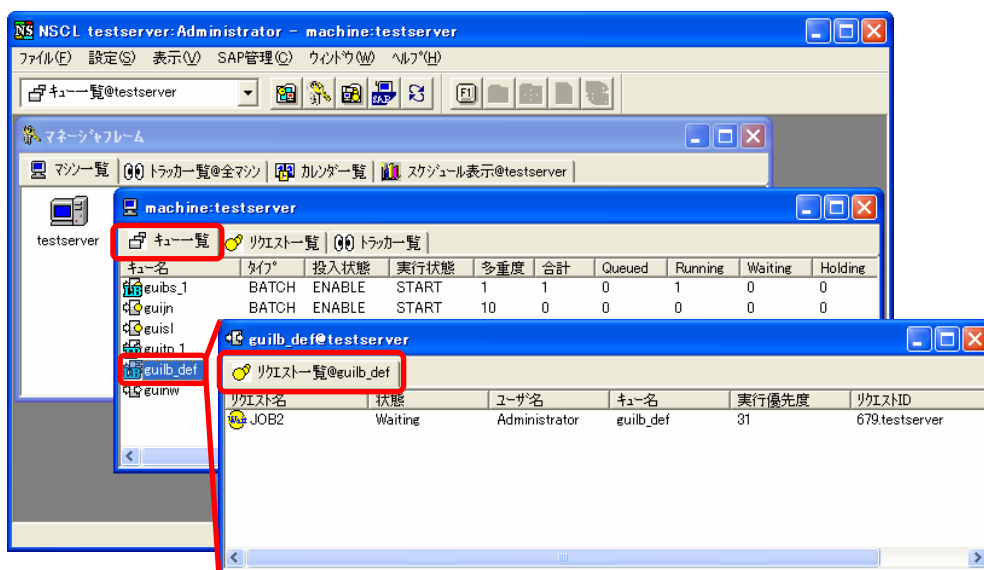 NSCL testserver:Administrator - machine:testserver
ファイル(F) 設定(S) 表示(V) SAP管理(C) ウィンドウ(W) ヘルプ(H)
キュー一覧@testserver
SAP
F1
マネージャフレーム
マシン一覧 トラッカ一覧@全マシン カレンダー一覧 スケジュール表示@testserver
testserver
machine:testserver
キュー一覧 リクエスト一覧 トラッカ一覧
キュー名 タイプ 投入状態 実行状態 多重度 合計 Queued Running Waiting Holding
guibs_1 BATCH ENABLE START 1 1 0 1 0 0
guijn BATCH ENABLE START 10 0 0 0 0 0
guisl
guitp_1
guilb_def
guinw
guilb_def@testserver
リクエスト一覧@guilb_def
リクエスト名 状態 ユーザ名 キュー名 実行優先度 リクエストID
JOB2 Waiting Administrator guilb_def 31 679.testserver